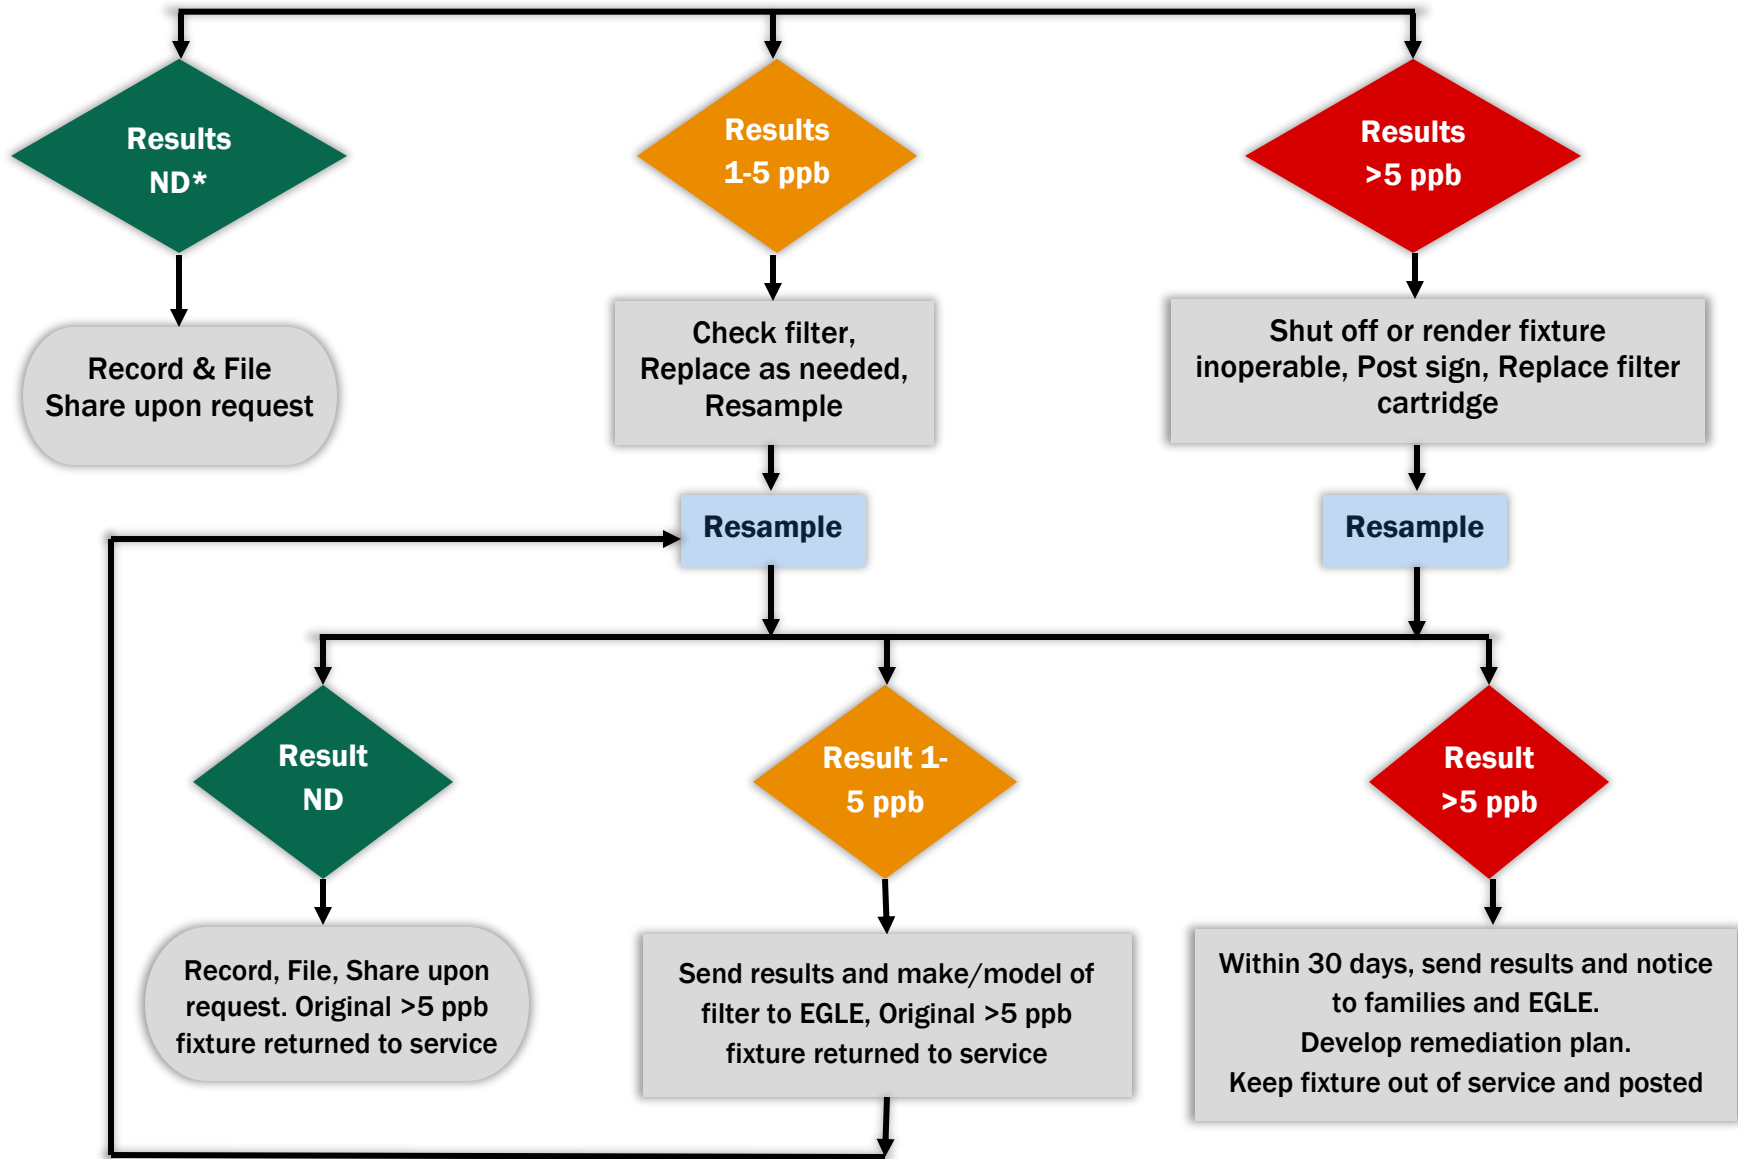 Results
ND*
Results
1-5 ppb
Results
>5 ppb
Record & File
Share upon request
Check filter,
Replace as needed,
Resample
Shut off or render fixture
inoperable, Post sign, Replace filter
cartridge
Resample
Resample
Result
ND
Result 1-
5 ppb
Result
>5 ppb
Record, File, Share upon
request. Original >5 ppb
fixture returned to service
Send results and make/model of
filter to EGLE, Original >5 ppb
fixture returned to service
Within 30 days, send results and notice
to families and EGLE.
Develop remediation plan.
Keep fixture out of service and posted